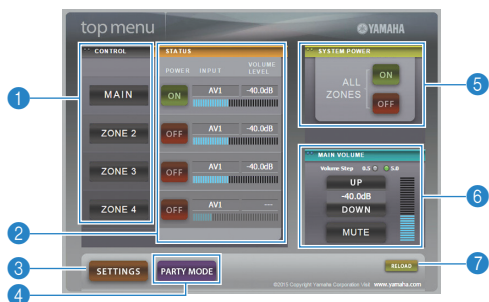 top menu
YAMAHA
CONTROL
STATUS
SYSTEM POWER
POWER INPUT VOLUME LEVEL
MAIN
ON AV1 -40.0dB
ZONE 2
OFF AV1 -40.0dB
ZONE 3
OFF AV1 -40.0dB
ZONE 4
OFF AV1 ---
ALL ZONES
ON
OFF
MAIN VOLUME
Volume Step 0.5 5.0
UP
-40.0dB
DOWN
MUTE
SETTINGS
PARTY MODE
RELOAD
©2013 Copyright Yamaha Corporation Visit www.yamaha.com
1
2
3
4
5
6
7